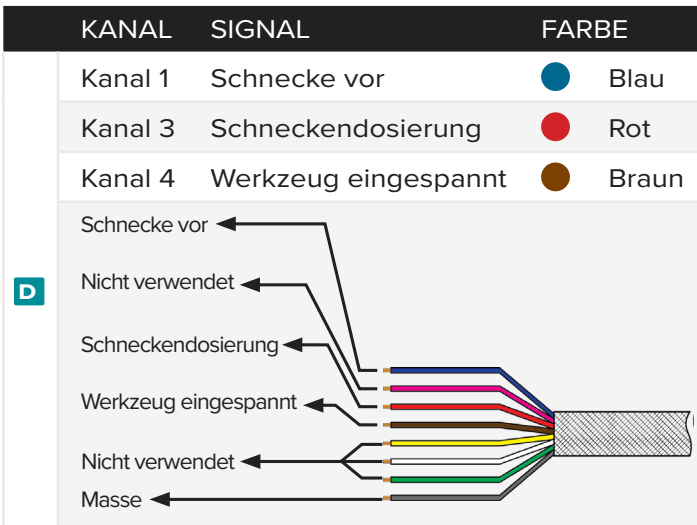 KANAL SIGNAL FARBE
Kanal 1 Schnecke vor Blau
Kanal 3 Schneckendosierung Rot
Kanal 4 Werkzeug eingespannt Braun
D
Schnecke vor
Nicht verwendet
Schneckendosierung
Werkzeug eingespannt
Nicht verwendet
Masse